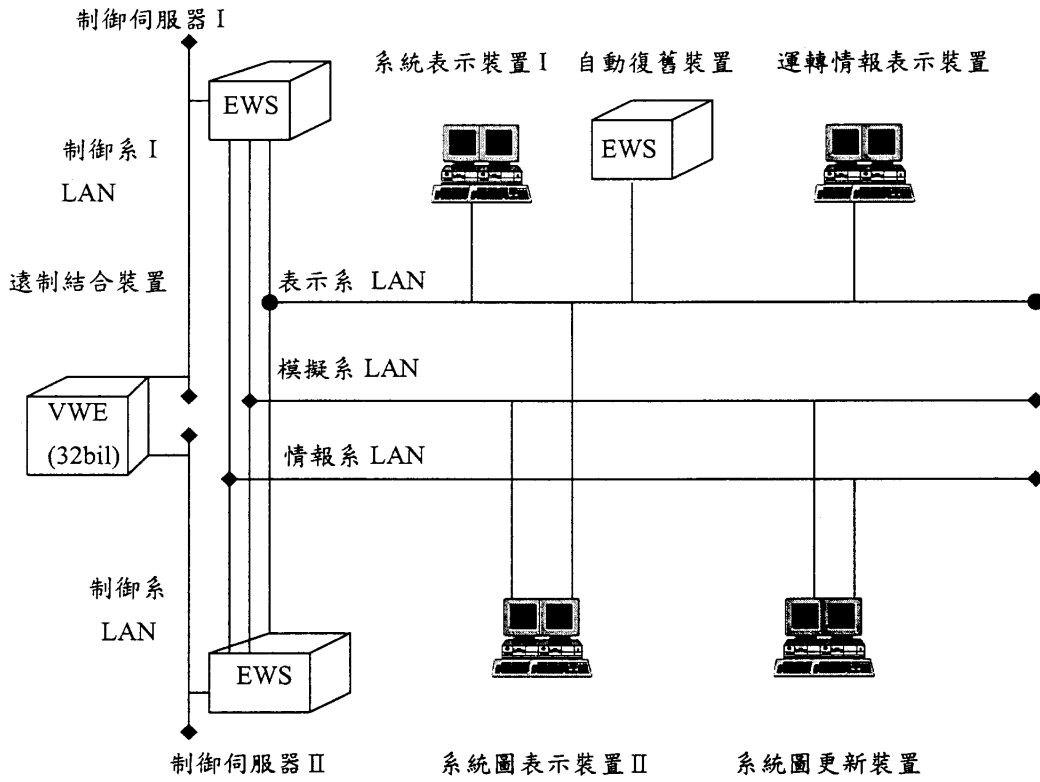 制御伺服器 I
系統表示裝置 I
自動復舊裝置
運轉情報表示裝置
EWS
EWS
制御系 I
LAN
遠制結合裝置
表示系 LAN
模擬系 LAN
VWE
(32bil)
情報系 LAN
制御系
LAN
EWS
制御伺服器 II
系統圖表示裝置 II
系統圖更新裝置